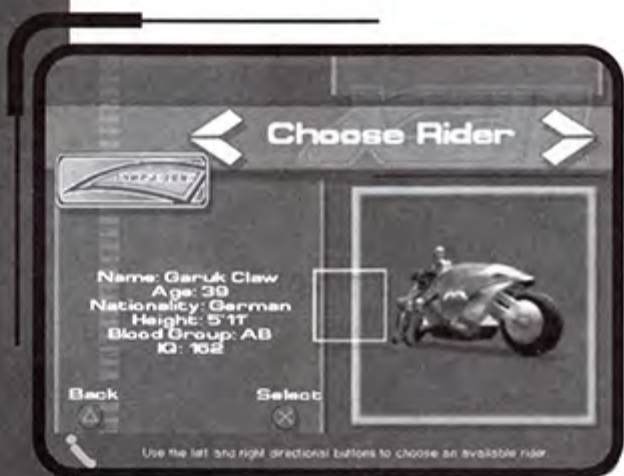 Choose Rider
Name: Garuk Claw
Age: 39
Nationality: German
Height: 5'11"
Blood Group: AB
IQ: 162
Back
Select
Use the left and right directional buttons to choose an available rider.